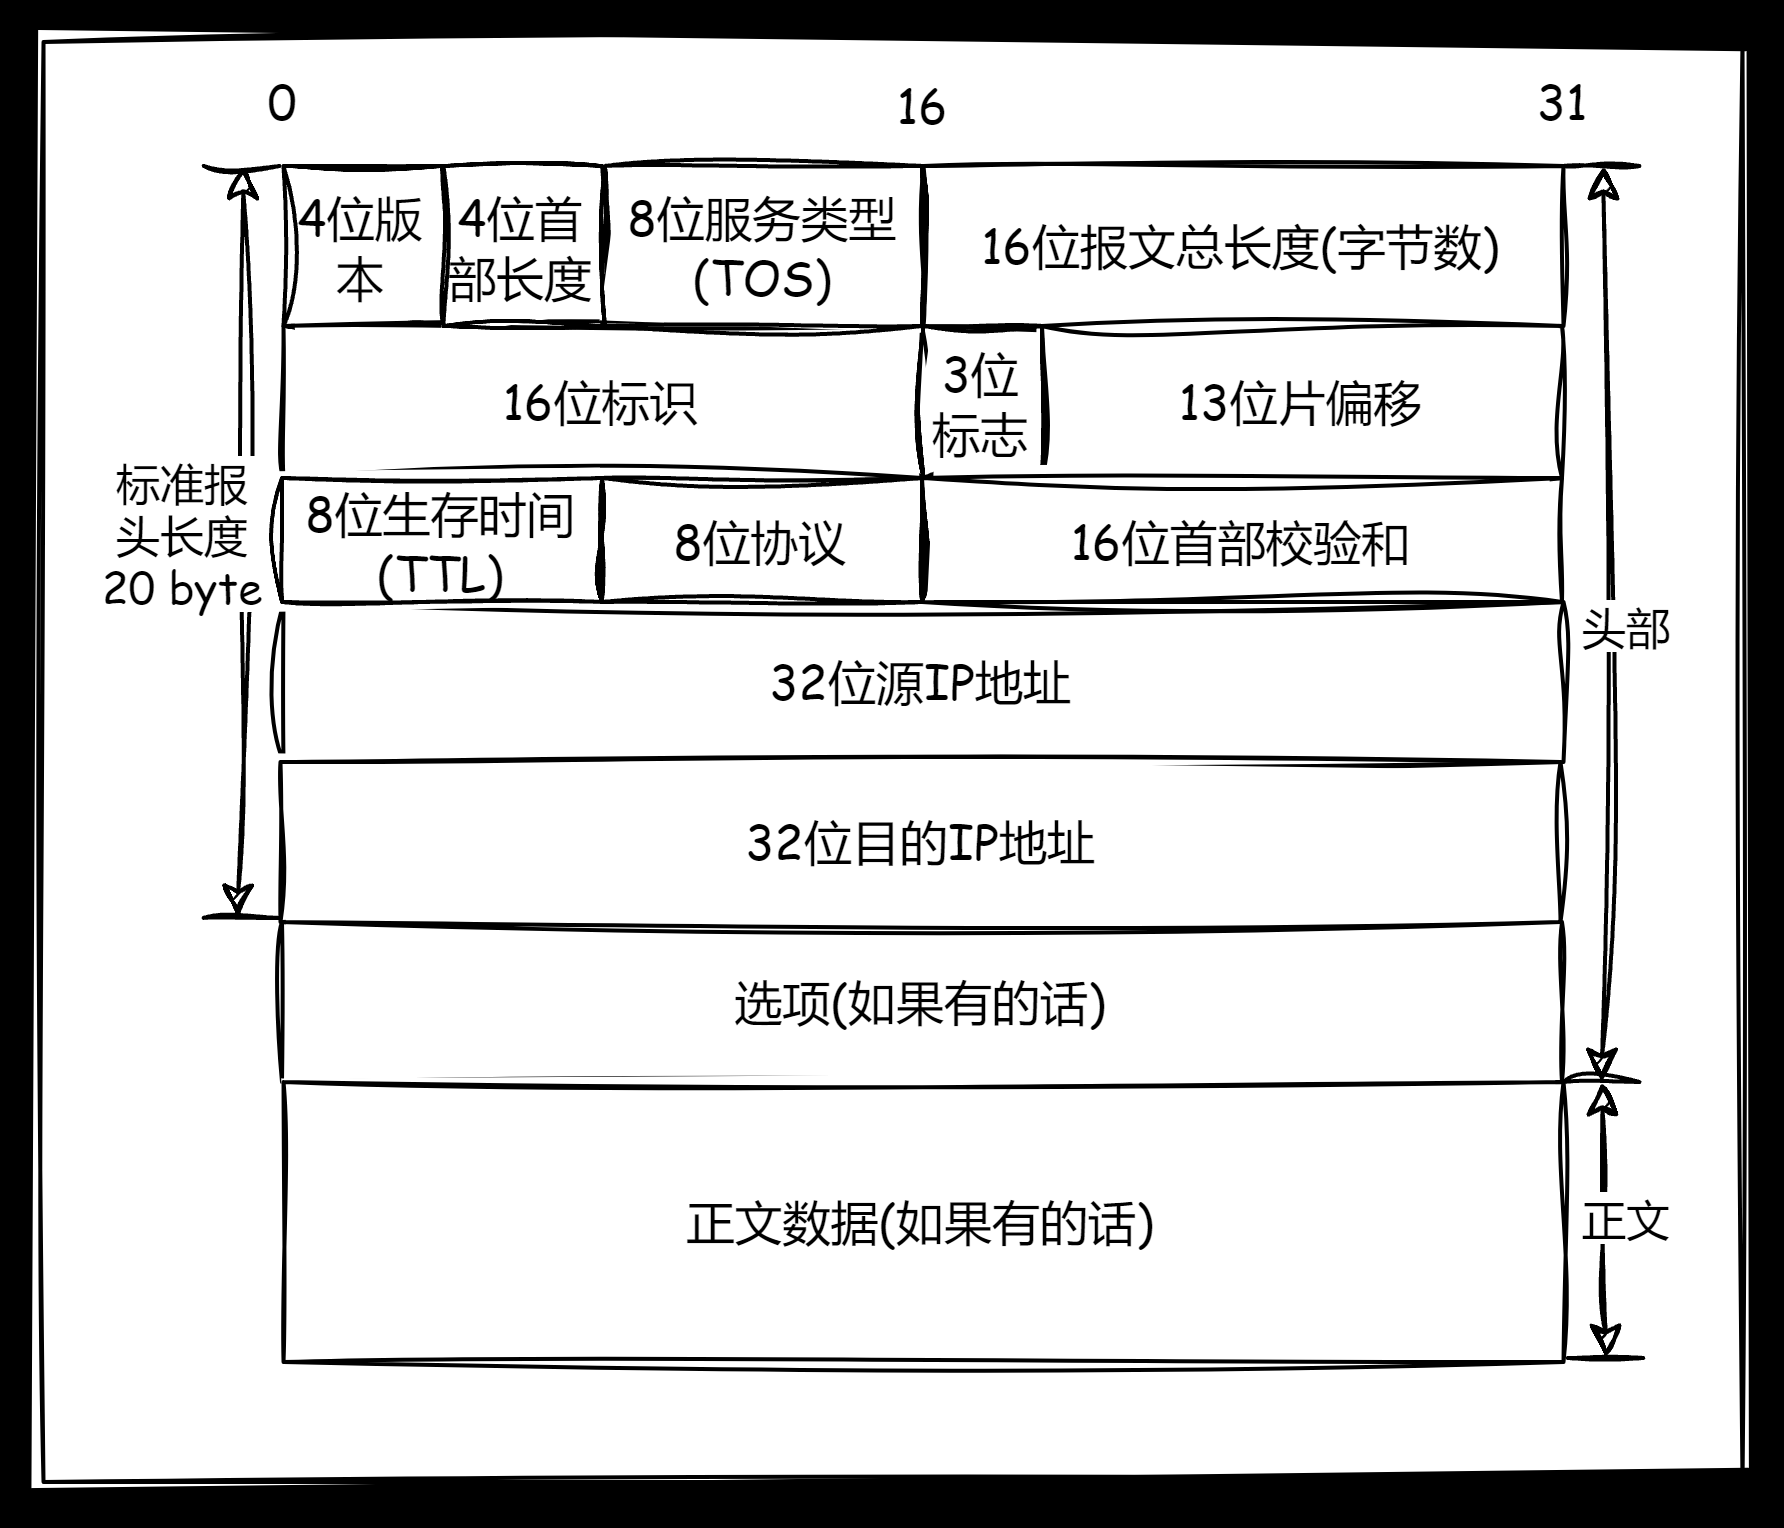 0
16
31
4位版
本
4位首
部长度
8位服务类型
(TOS)
16位报文总长度(字节数)
16位标识
3位
标志
13位片偏移
标准报
头长度
20 byte
8位生存时间
(TTL)
8位协议
16位首部校验和
头部
32位源IP地址
32位目的IP地址
选项(如果有的话)
正文数据(如果有的话)
正文